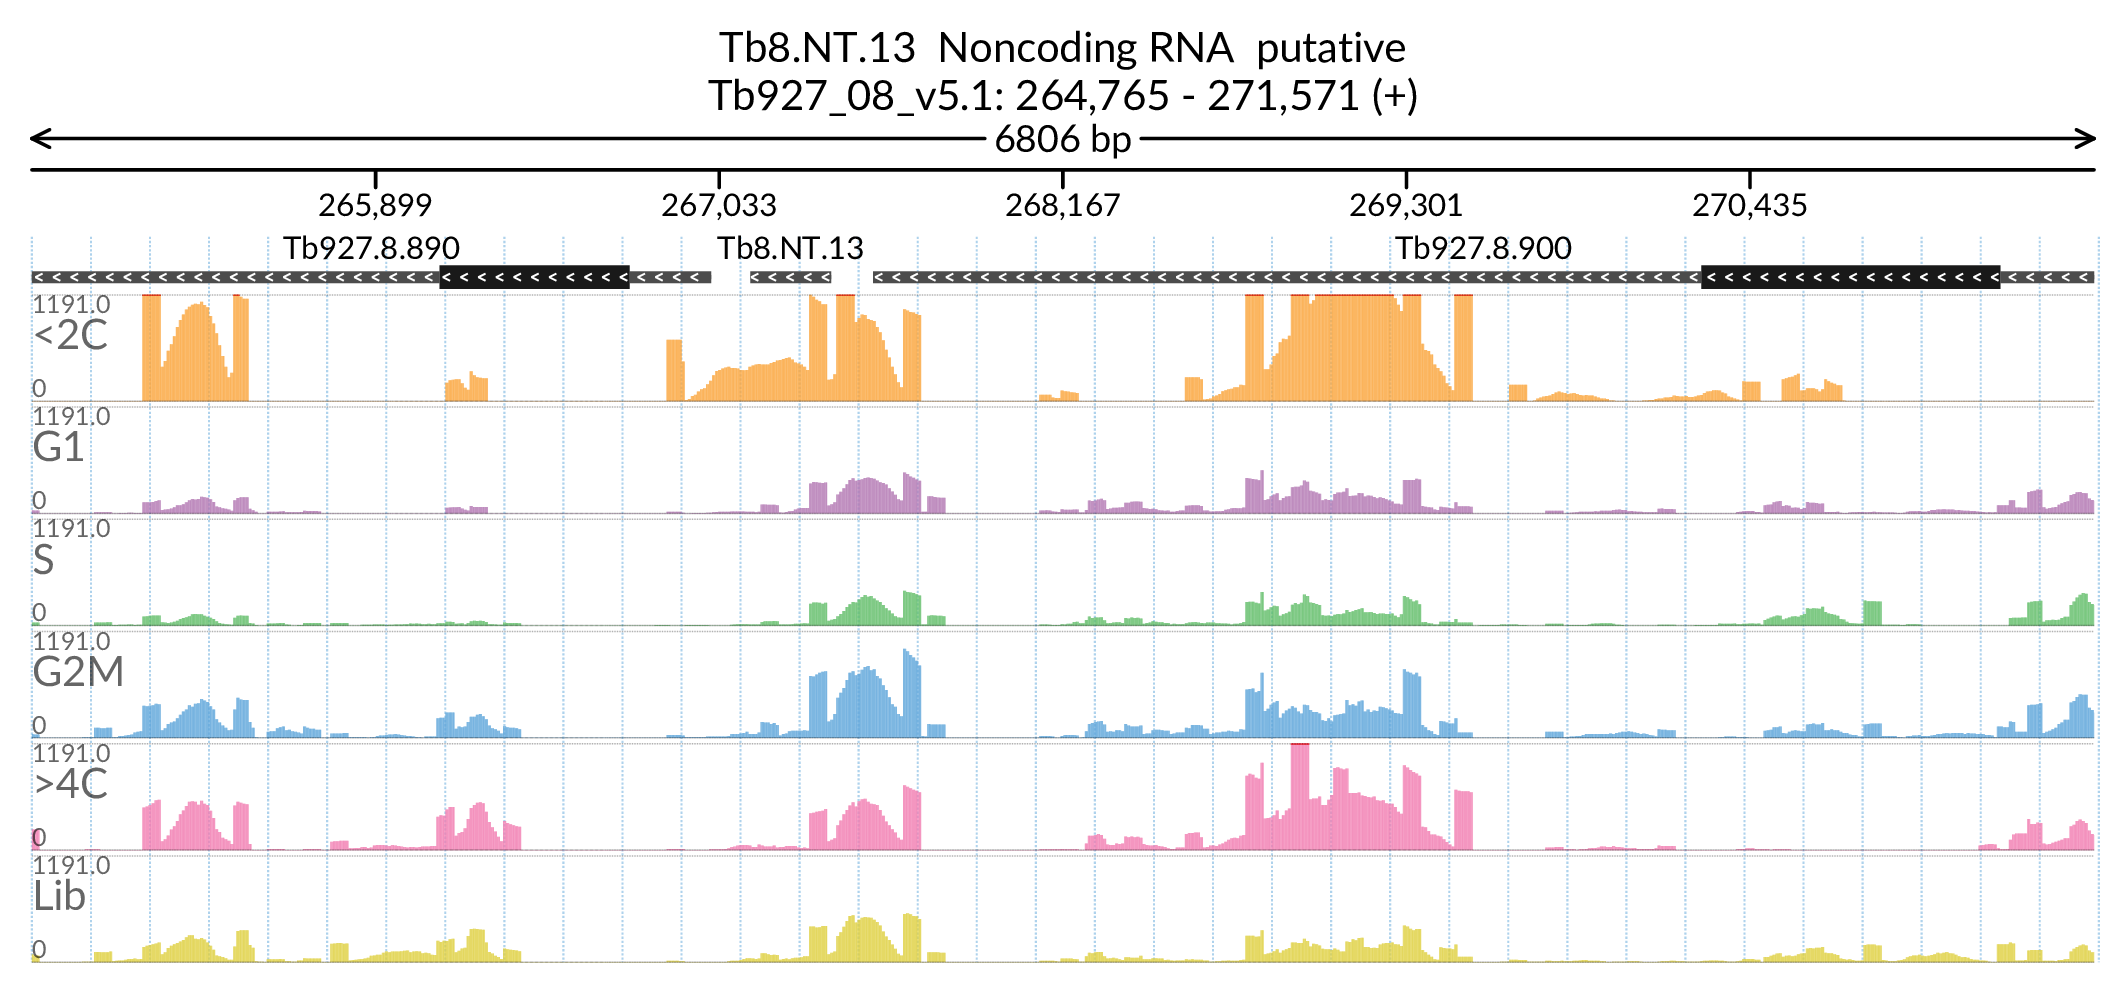 Tb8.NT.13 Noncoding RNA putative
Tb927_08_v5.1: 264,765 - 271,571 (+)
6806 bp
265,899 267,033 268,167 269,301 270,435
Tb927.8.890 Tb8.NT.13 Tb927.8.900
1191.0
<2C
0
1191.0
G1
0
1191.0
S
0
1191.0
G2M
0
1191.0
>4C
0
1191.0
Lib
0